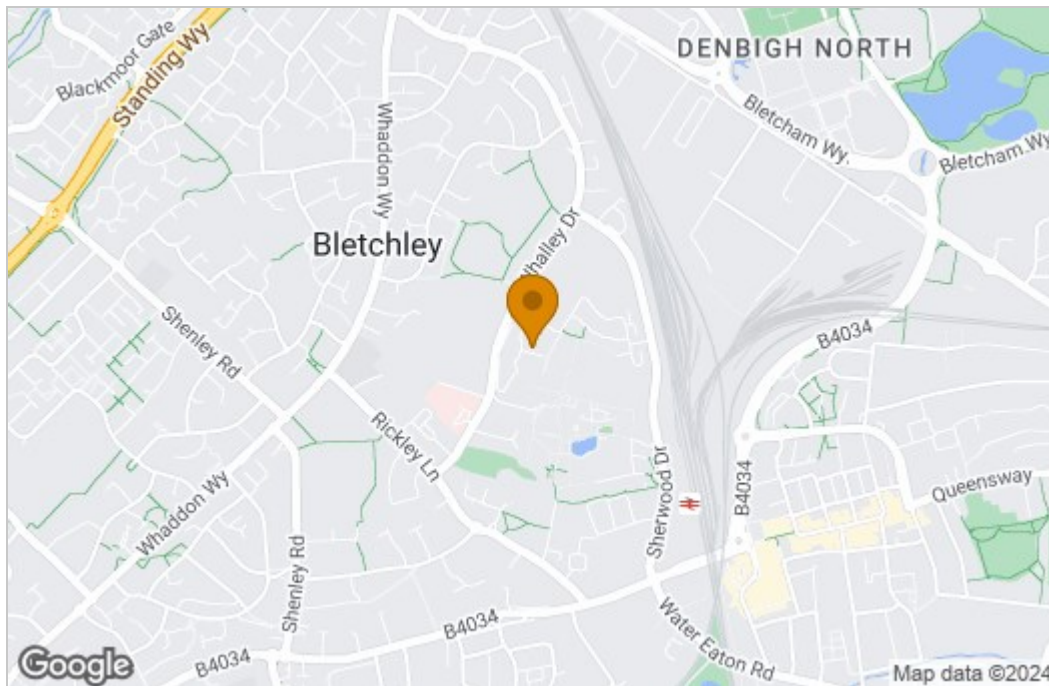 DENBIGH NORTH
Blackmoor Gate
Standing Wy
Whaddon Wy
Bletcham Wy.
Bletcham Wy
Bletchley
Whalley Dr
Shenley Rd
B4034
Rickley Ln
Sherwood Dr
B4034
Queensway
Whaddon Wy
Shenley Rd
B4034
B4034
Water Eaton Rd
Google
Map data ©2024